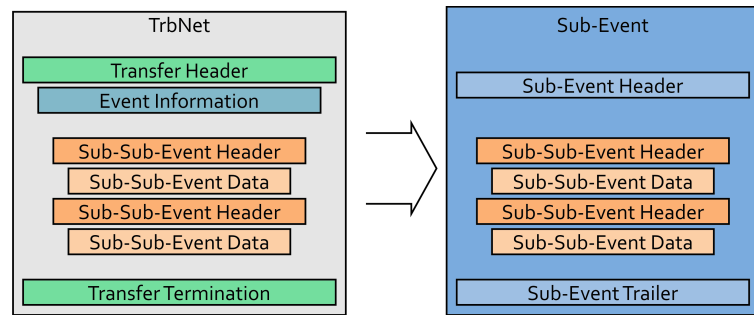 TrbNet
Transfer Header
Event Information
Sub-Sub-Event Header
Sub-Sub-Event Data
Sub-Sub-Event Header
Sub-Sub-Event Data
Transfer Termination
Sub-Event
Sub-Event Header
Sub-Sub-Event Header
Sub-Sub-Event Data
Sub-Sub-Event Header
Sub-Sub-Event Data
Sub-Event Trailer